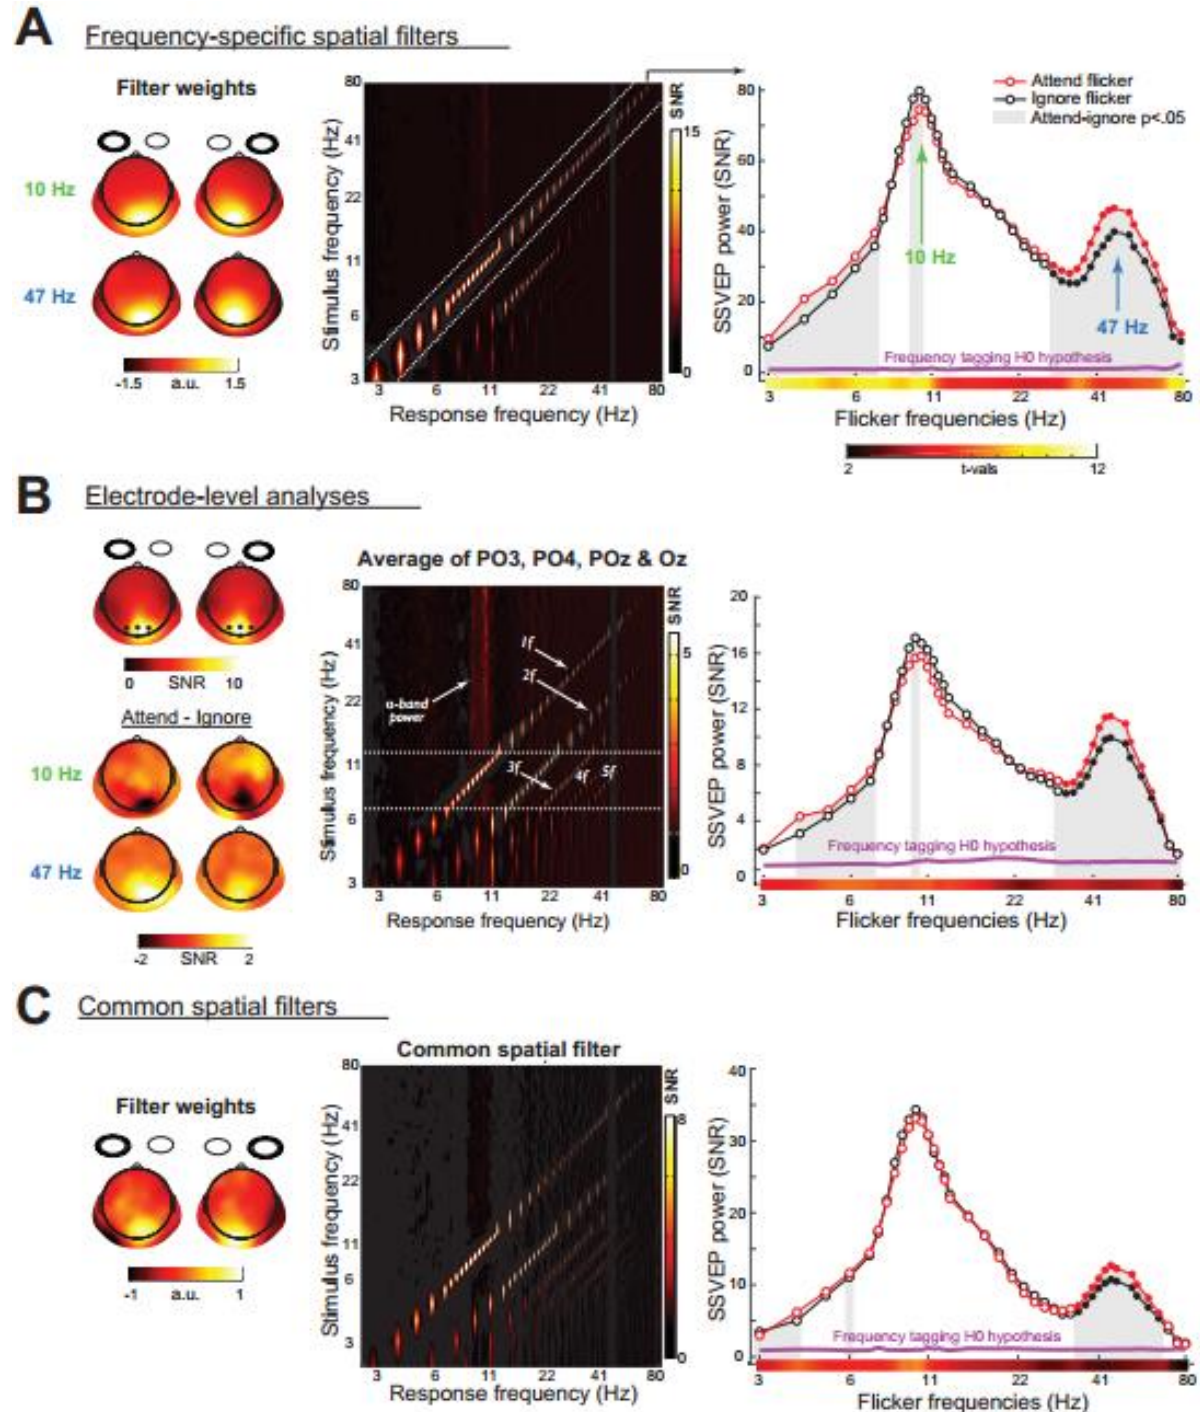 A Frequency-specific spatial filters
Filter weights
10 Hz
47 Hz
-1.5 a.u. 1.5
Stimulus frequency (Hz)
80
41
22
11
6
3
3 6 11 22 41 80
Response frequency (Hz)
SNR
15
0
SSVEP power (SNR)
80
60
40
20
0
Attend flicker
Ignore flicker
Attend-ignore p<.05
10 Hz
47 Hz
Frequency tagging H0 hypothesis
3 6 11 22 41 80
Flicker frequencies (Hz)
2 t-vals 12
B Electrode-level analyses
0 SNR 10
Attend - Ignore
10 Hz
47 Hz
-2 SNR 2
Average of PO3, PO4, POz & Oz
Stimulus frequency (Hz)
80
41
22
11
6
3
α-band
power
1f
2f
3f
4f
5f
3 6 11 22 41 80
Response frequency (Hz)
SNR
5
0
SSVEP power (SNR)
20
16
12
8
4
0
Frequency tagging H0 hypothesis
3 6 11 22 41 80
Flicker frequencies (Hz)
C Common spatial filters
Filter weights
-1 a.u. 1
Common spatial filter
Stimulus frequency (Hz)
80
41
22
11
6
3
3 6 11 22 41 80
Response frequency (Hz)
SNR
8
0
SSVEP power (SNR)
40
30
20
10
0
Frequency tagging H0 hypothesis
3 6 11 22 41 80
Flicker frequencies (Hz)